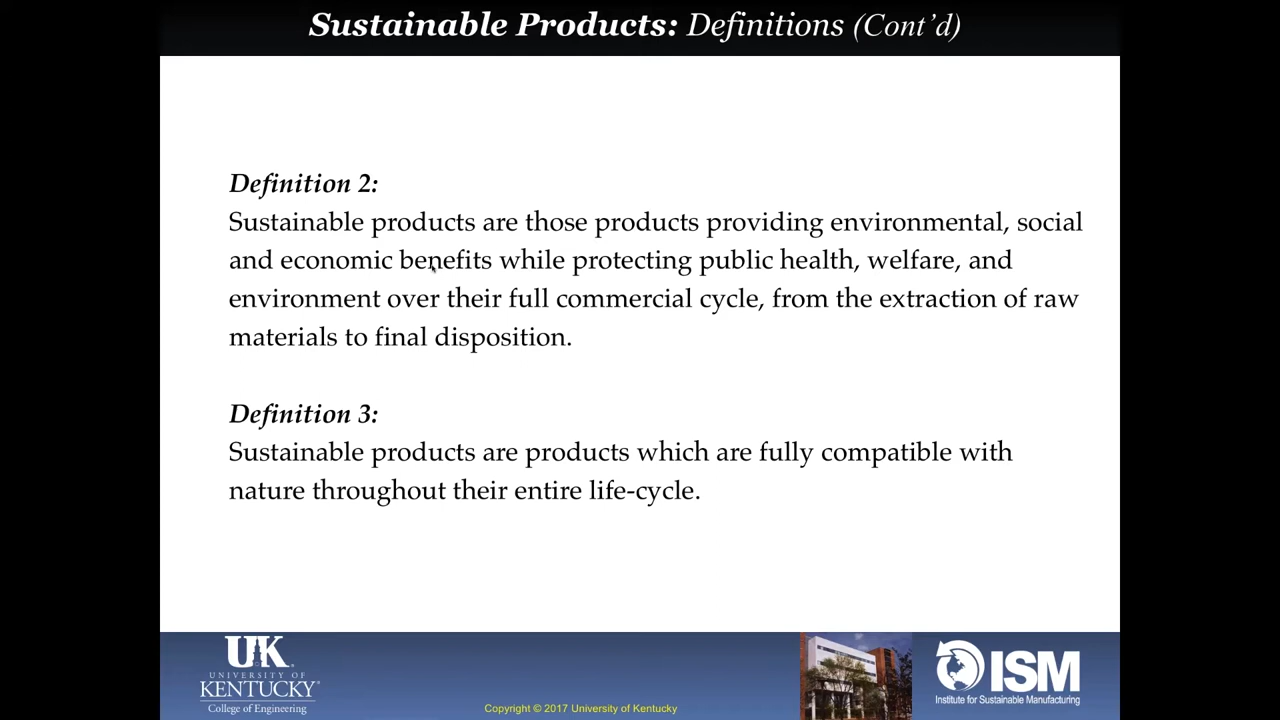 Sustainable Products: Definitions (Cont’d)
Definition 2:
Sustainable products are those products providing environmental, social
and economic benefits while protecting public health, welfare, and
environment over their full commercial cycle, from the extraction of raw
materials to final disposition.
Definition 3:
Sustainable products are products which are fully compatible with
nature throughout their entire life-cycle.
UK
UNIVERSITY OF
KENTUCKY®
College of Engineering
Copyright © 2017 University of Kentucky
ISM
Institute for Sustainable Manufacturing